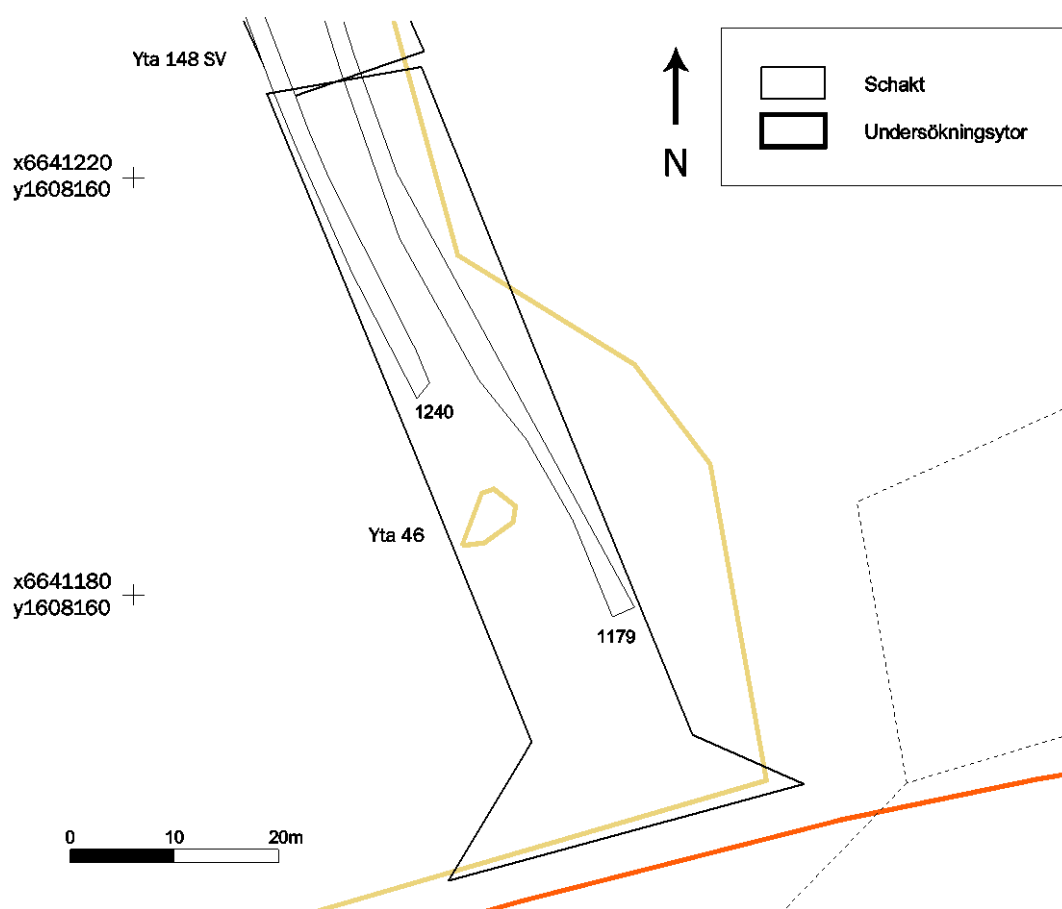 Yta 148 SV
Schakt
Undersökningsytor
N
x6641220
y1608160
1240
Yta 46
x6641180
y1608160
1179
0 10 20m